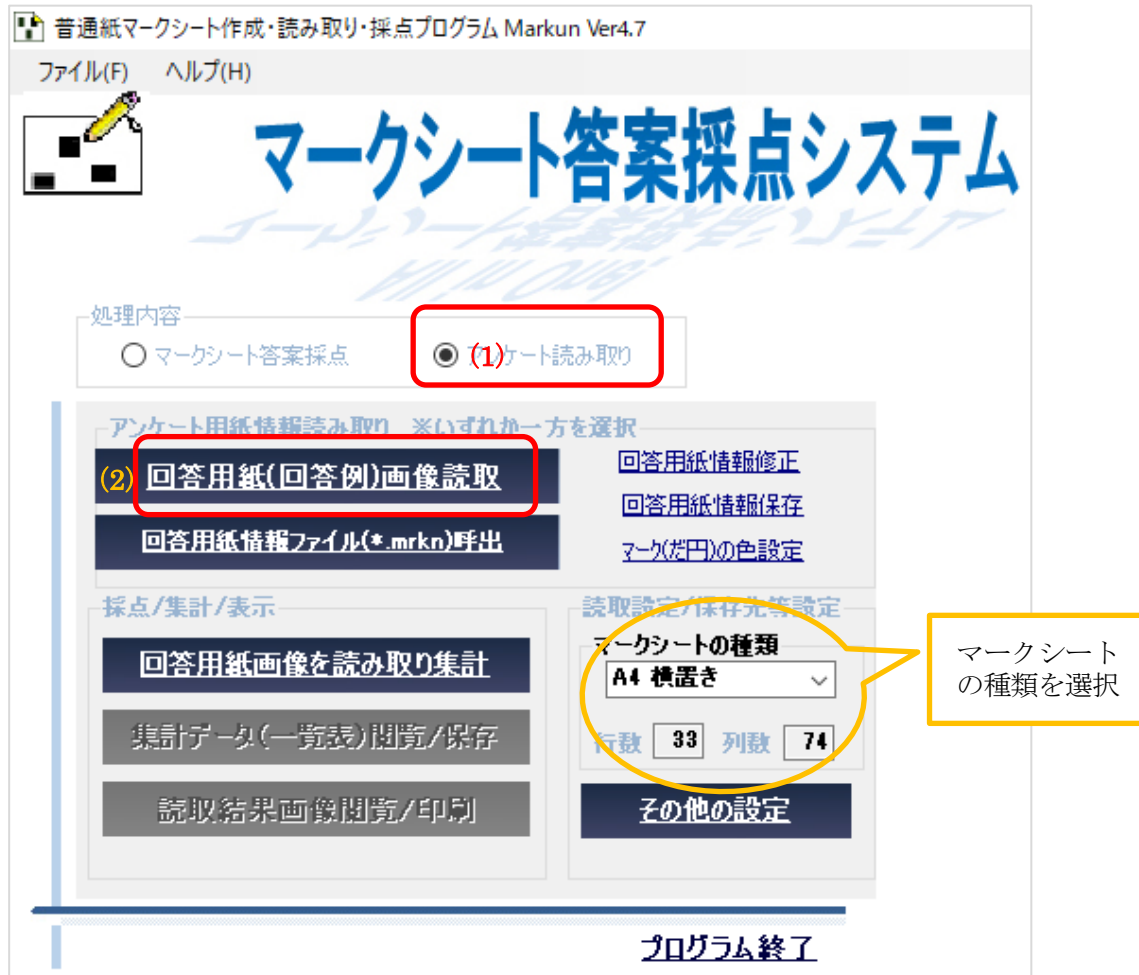 普通紙マークシート作成・読み取り・採点プログラム Markun Ver4.7
ファイル(F) ヘルプ(H)
マークシート答案採点システム
処理内容
マークシート答案採点
(1) アンケート読み取り
アンケート用紙情報読み取り ※いずれか一方を選択
(2) 回答用紙(回答例)画像読取
回答用紙情報修正
回答用紙情報保存
回答用紙情報ファイル(*.mrkn)呼出
マーク(だ円)の色設定
採点/集計/表示
読取設定/保存先等設定
回答用紙画像を読み取り集計
マークシートの種類
A4 横置き
マークシート
の種類を選択
集計データ(一覧表)閲覧/保存
行数 33 列数 74
読取結果画像閲覧/印刷
その他の設定
プログラム終了